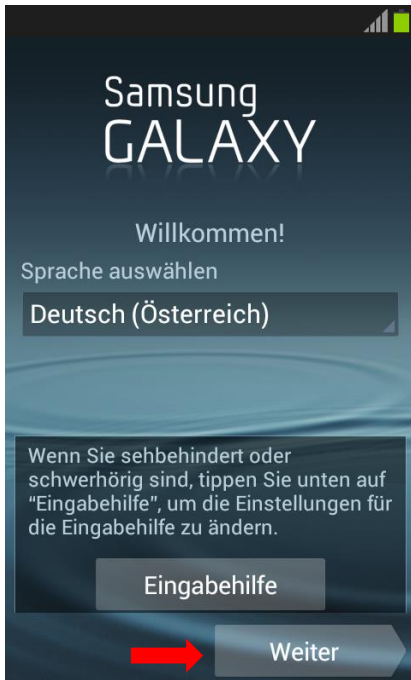 Samsung
GALAXY
Willkommen!
Sprache auswählen
Deutsch (Österreich)
Wenn Sie sehbehindert oder
schwerhörig sind, tippen Sie unten auf
“Eingabehilfe”, um die Einstellungen für
die Eingabehilfe zu ändern.
Eingabehilfe
Weiter